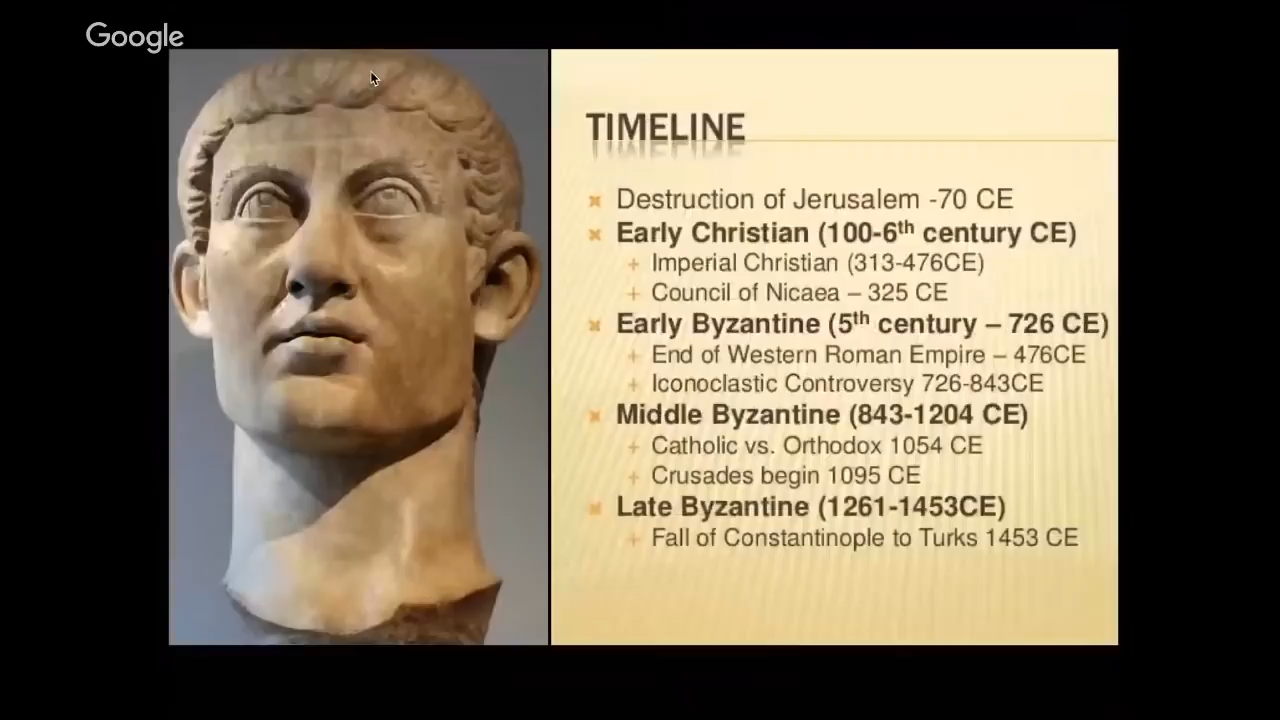 Google
TIMELINE
Destruction of Jerusalem -70 CE
Early Christian (100-6th century CE)
Imperial Christian (313-476CE)
Council of Nicaea – 325 CE
Early Byzantine (5th century – 726 CE)
End of Western Roman Empire – 476CE
Iconoclastic Controversy 726-843CE
Middle Byzantine (843-1204 CE)
Catholic vs. Orthodox 1054 CE
Crusades begin 1095 CE
Late Byzantine (1261-1453CE)
Fall of Constantinople to Turks 1453 CE